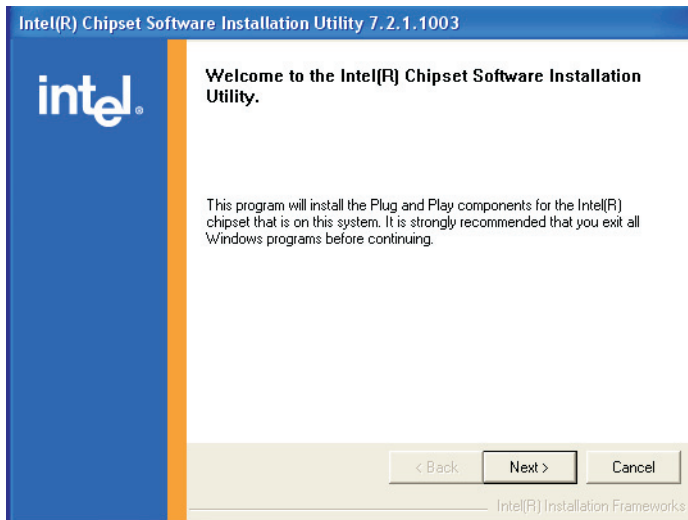 Intel(R) Chipset Software Installation Utility 7.2.1.1003
intel®
Welcome to the Intel(R) Chipset Software Installation
Utility.
This program will install the Plug and Play components for the Intel(R)
chipset that is on this system. It is strongly recommended that you exit all
Windows programs before continuing.
< Back
Next >
Cancel
Intel(R) Installation Frameworks